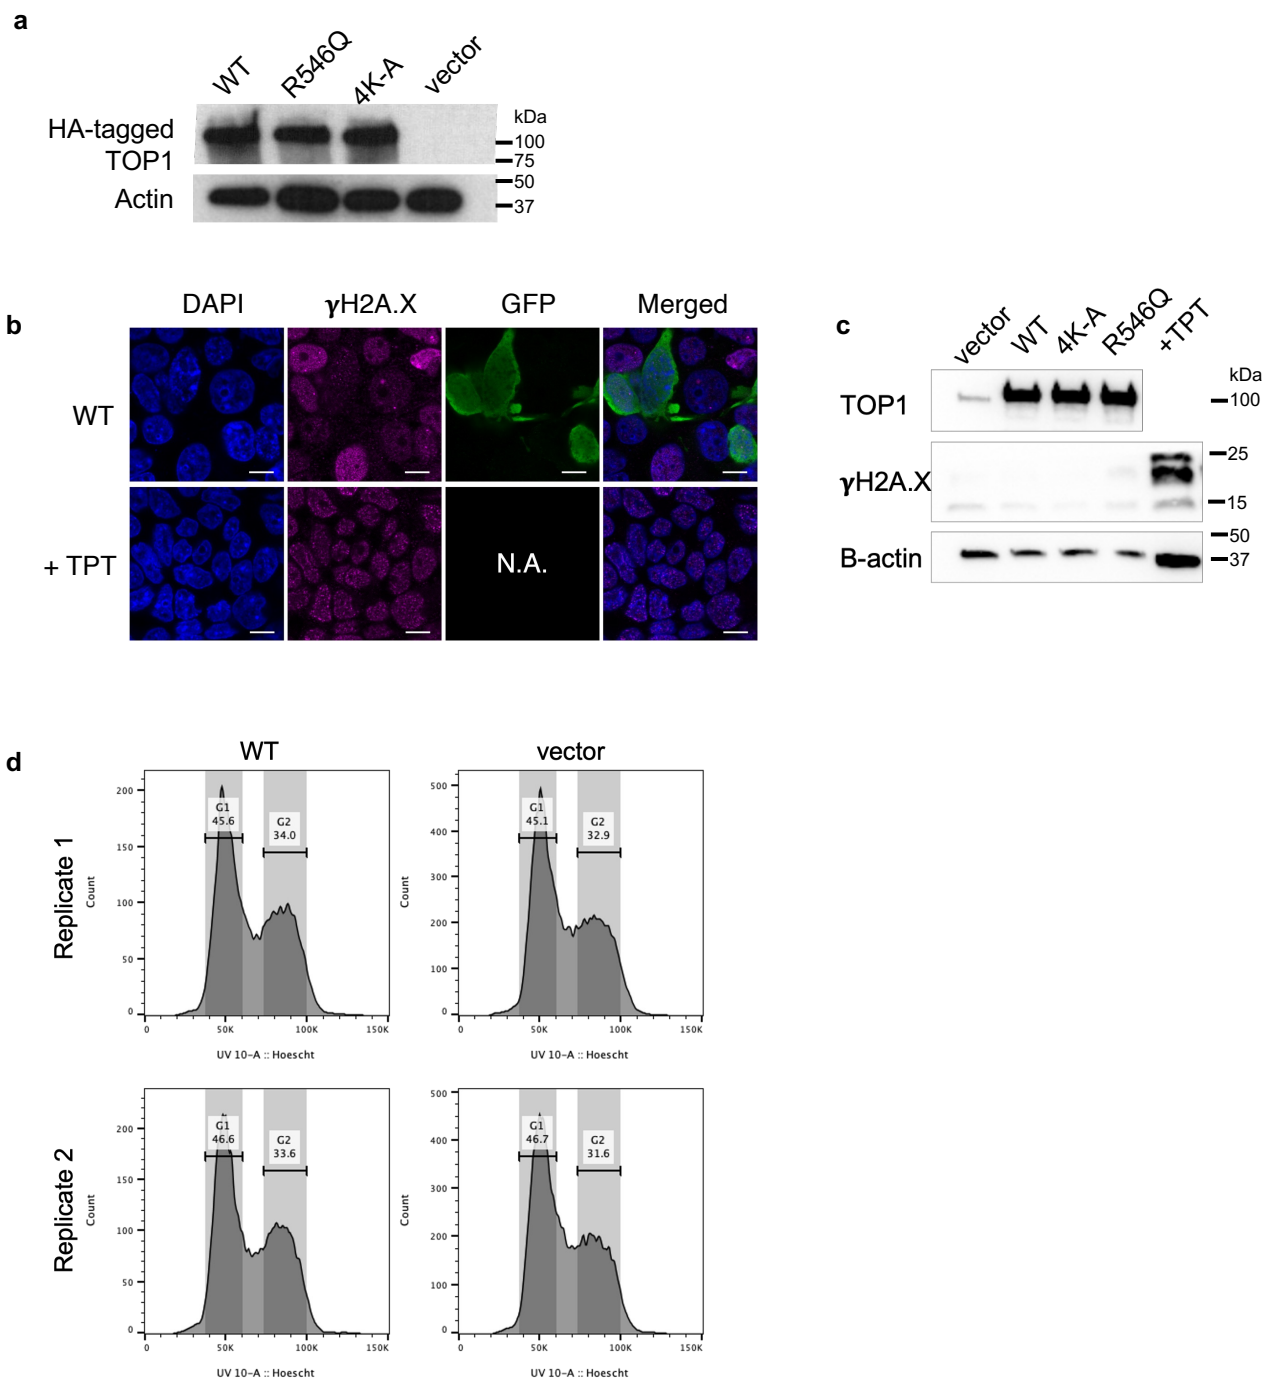 a
WT
R546Q
4K-A
vector
HA-tagged
TOP1
kDa
100
75
50
37
Actin
b
DAPI
γH2A.X
GFP
Merged
WT
+ TPT
N.A.
c
vector
WT
4K-A
R546Q
+TPT
TOP1
kDa
100
γH2A.X
25
15
B-actin
50
37
d
WT
vector
Replicate 1
Count
200
150
100
50
0
G1
45.6
G2
34.0
0
50K
100K
150K
UV 10-A :: Hoescht
Count
500
400
300
200
100
0
G1
45.1
G2
32.9
0
50K
100K
150K
UV 10-A :: Hoescht
Replicate 2
Count
200
150
100
50
0
G1
46.6
G2
33.6
0
50K
100K
150K
UV 10-A :: Hoescht
Count
500
400
300
200
100
0
G1
46.7
G2
31.6
0
50K
100K
150K
UV 10-A :: Hoescht